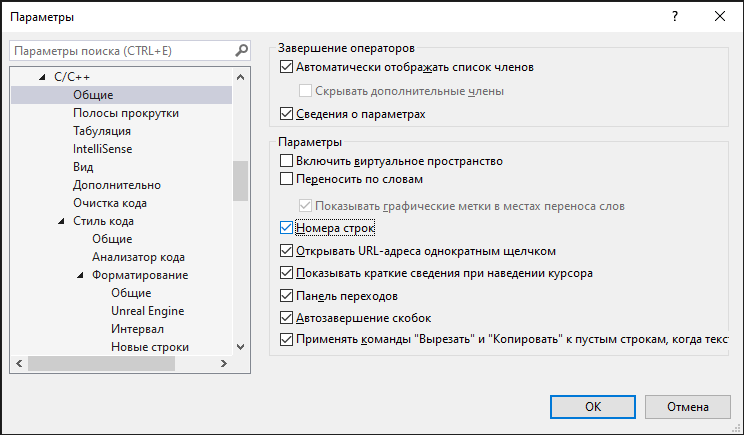 Параметры
?
Параметры поиска (CTRL+E)
C/C++
Общие
Полосы прокрутки
Табуляция
IntelliSense
Вид
Дополнительно
Очистка кода
Стиль кода
Общие
Анализатор кода
Форматирование
Общие
Unreal Engine
Интервал
Новые строки
Завершение операторов
Автоматически отображать список членов
Скрывать дополнительные члены
Сведения о параметрах
Параметры
Включить виртуальное пространство
Переносить по словам
Показывать графические метки в местах переноса слов
Номера строк
Открывать URL-адреса однократным щелчком
Показывать краткие сведения при наведении курсора
Панель переходов
Автозавершение скобок
Применять команды "Вырезать" и "Копировать" к пустым строкам, когда текс
OK
Отмена